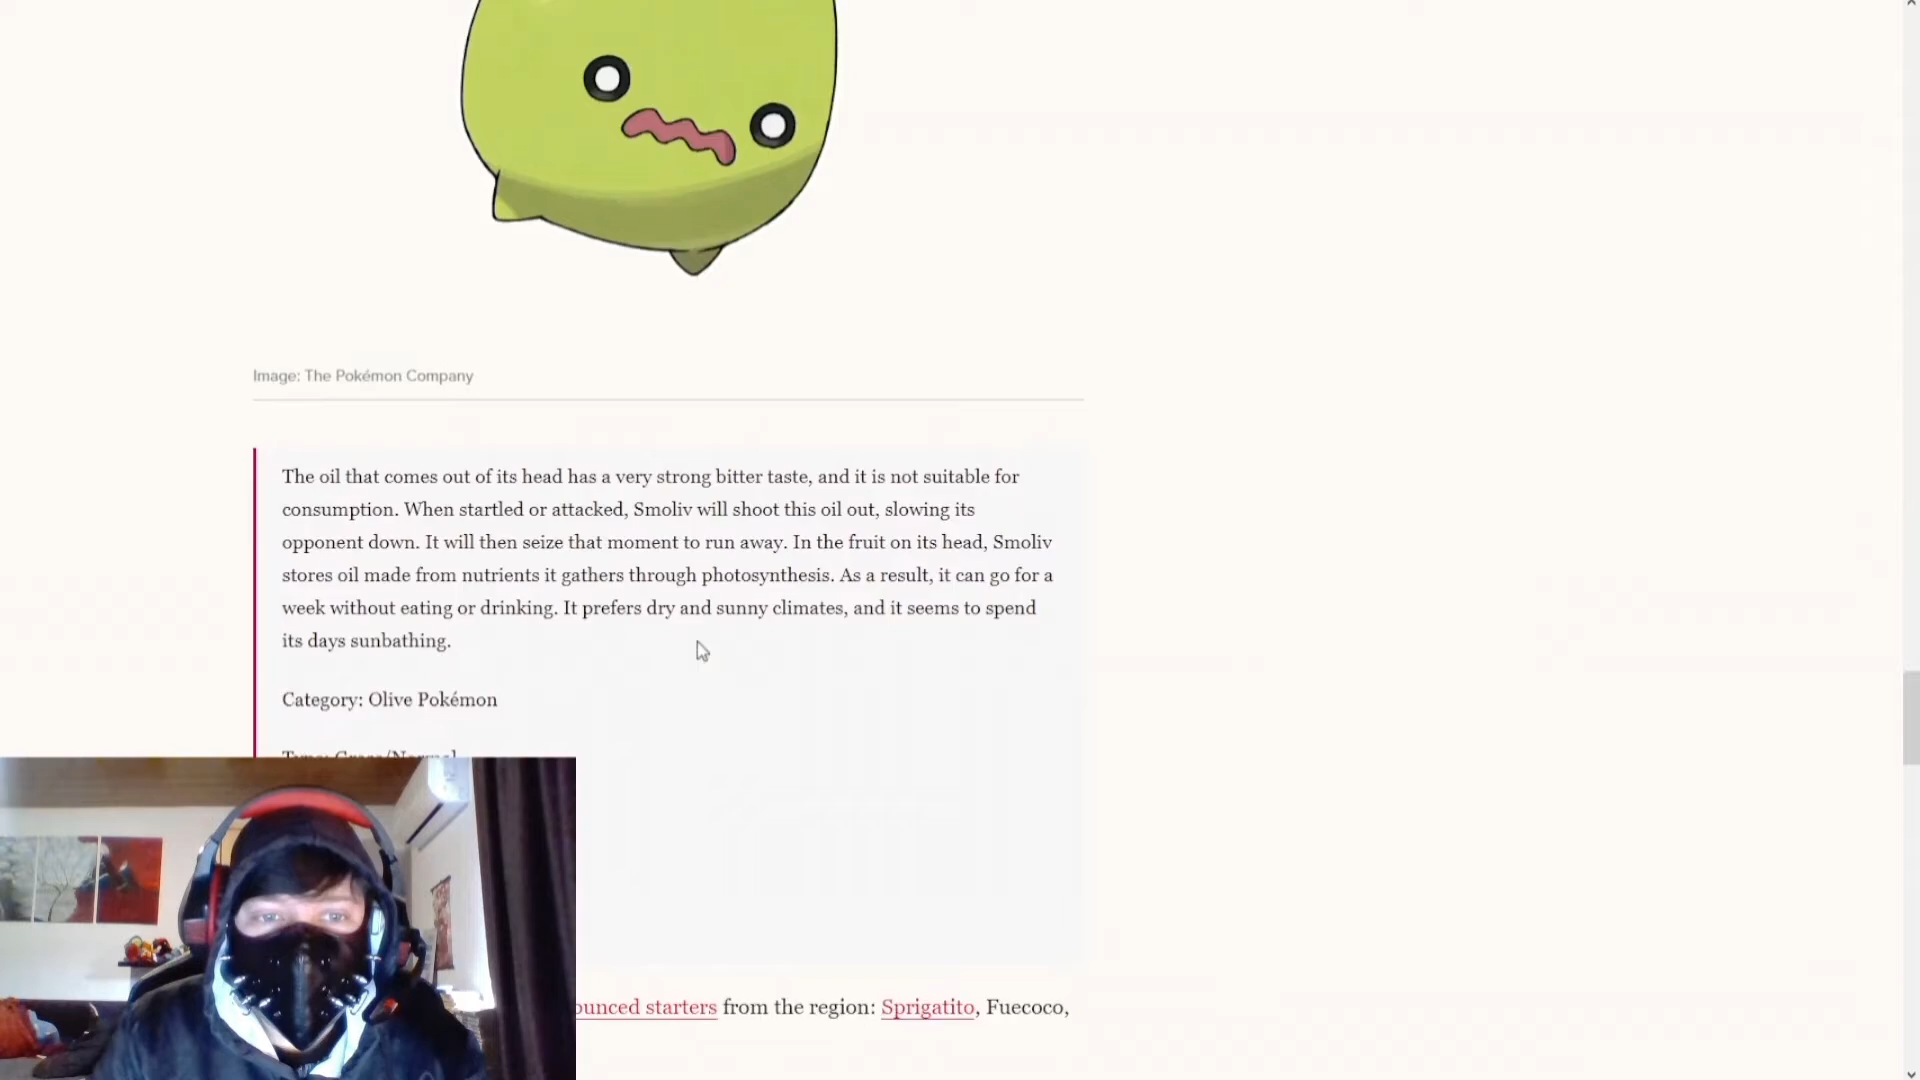 Image: The Pokémon Company
The oil that comes out of its head has a very strong bitter taste, and it is not suitable for
consumption. When startled or attacked, Smoliv will shoot this oil out, slowing its
opponent down. It will then seize that moment to run away. In the fruit on its head, Smoliv
stores oil made from nutrients it gathers through photosynthesis. As a result, it can go for a
week without eating or drinking. It prefers dry and sunny climates, and it seems to spend
its days sunbathing.
Category: Olive Pokémon
Type: Grass/Normal
ounced starters from the region: Sprigatito, Fuecoco,